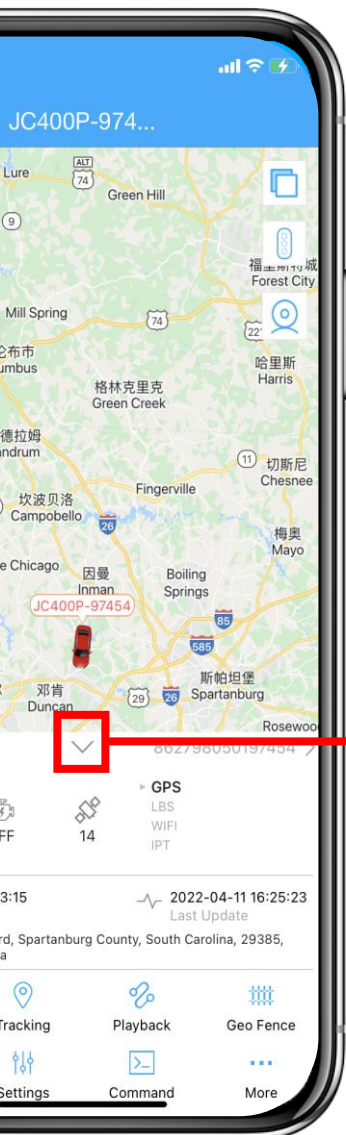 JC400P-974...
Lure
ALT
74
Green Hill
9
福里斯特城
Forest City
Mill Spring
74
221
仑布市
umbus
哈里斯
Harris
格林克里克
Green Creek
德拉姆
ndrum
11
切斯尼
Chesnee
Fingerville
坎波贝洛
Campobello
26
梅奥
Mayo
e Chicago
因曼
Inman
Boiling
Springs
JC400P-97454
85
585
斯帕坦堡
Spartanburg
邓肯
Duncan
29
26
Rosewoo
862798050197454
GPS
LBS
WIFI
IPT
FF
14
3:15
2022-04-11 16:25:23
Last Update
rd, Spartanburg County, South Carolina, 29385,
a
Tracking
Playback
Geo Fence
Settings
Command
More